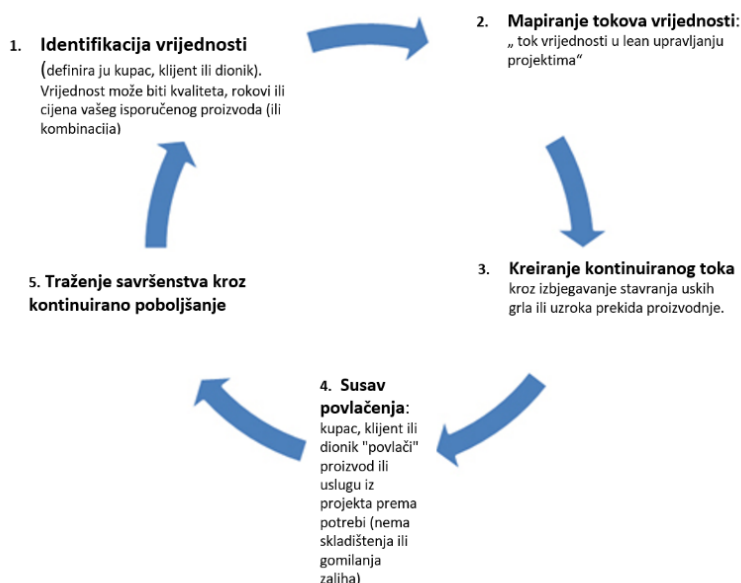 1. Identifikacija vrijednosti
(definira ju kupac, klijent ili dionik).
Vrijednost može biti kvaliteta, rokovi ili
cijena vašeg isporučenog proizvoda (ili
kombinacija)
2. Mapiranje tokova vrijednosti:
„ tok vrijednosti u lean upravljanju
projektima“
3. Kreiranje kontinuiranog toka
kroz izbjegavanje stavranja uskih
grla ili uzroka prekida proizvodnje.
4. Susav
povlačenja:
kupac, klijent ili
dionik "povlači"
proizvod ili
uslugu iz
projekta prema
potrebi (nema
skladištenja ili
gomilanja
zaliha)
5. Traženje savršenstva kroz
kontinuirano poboljšanje